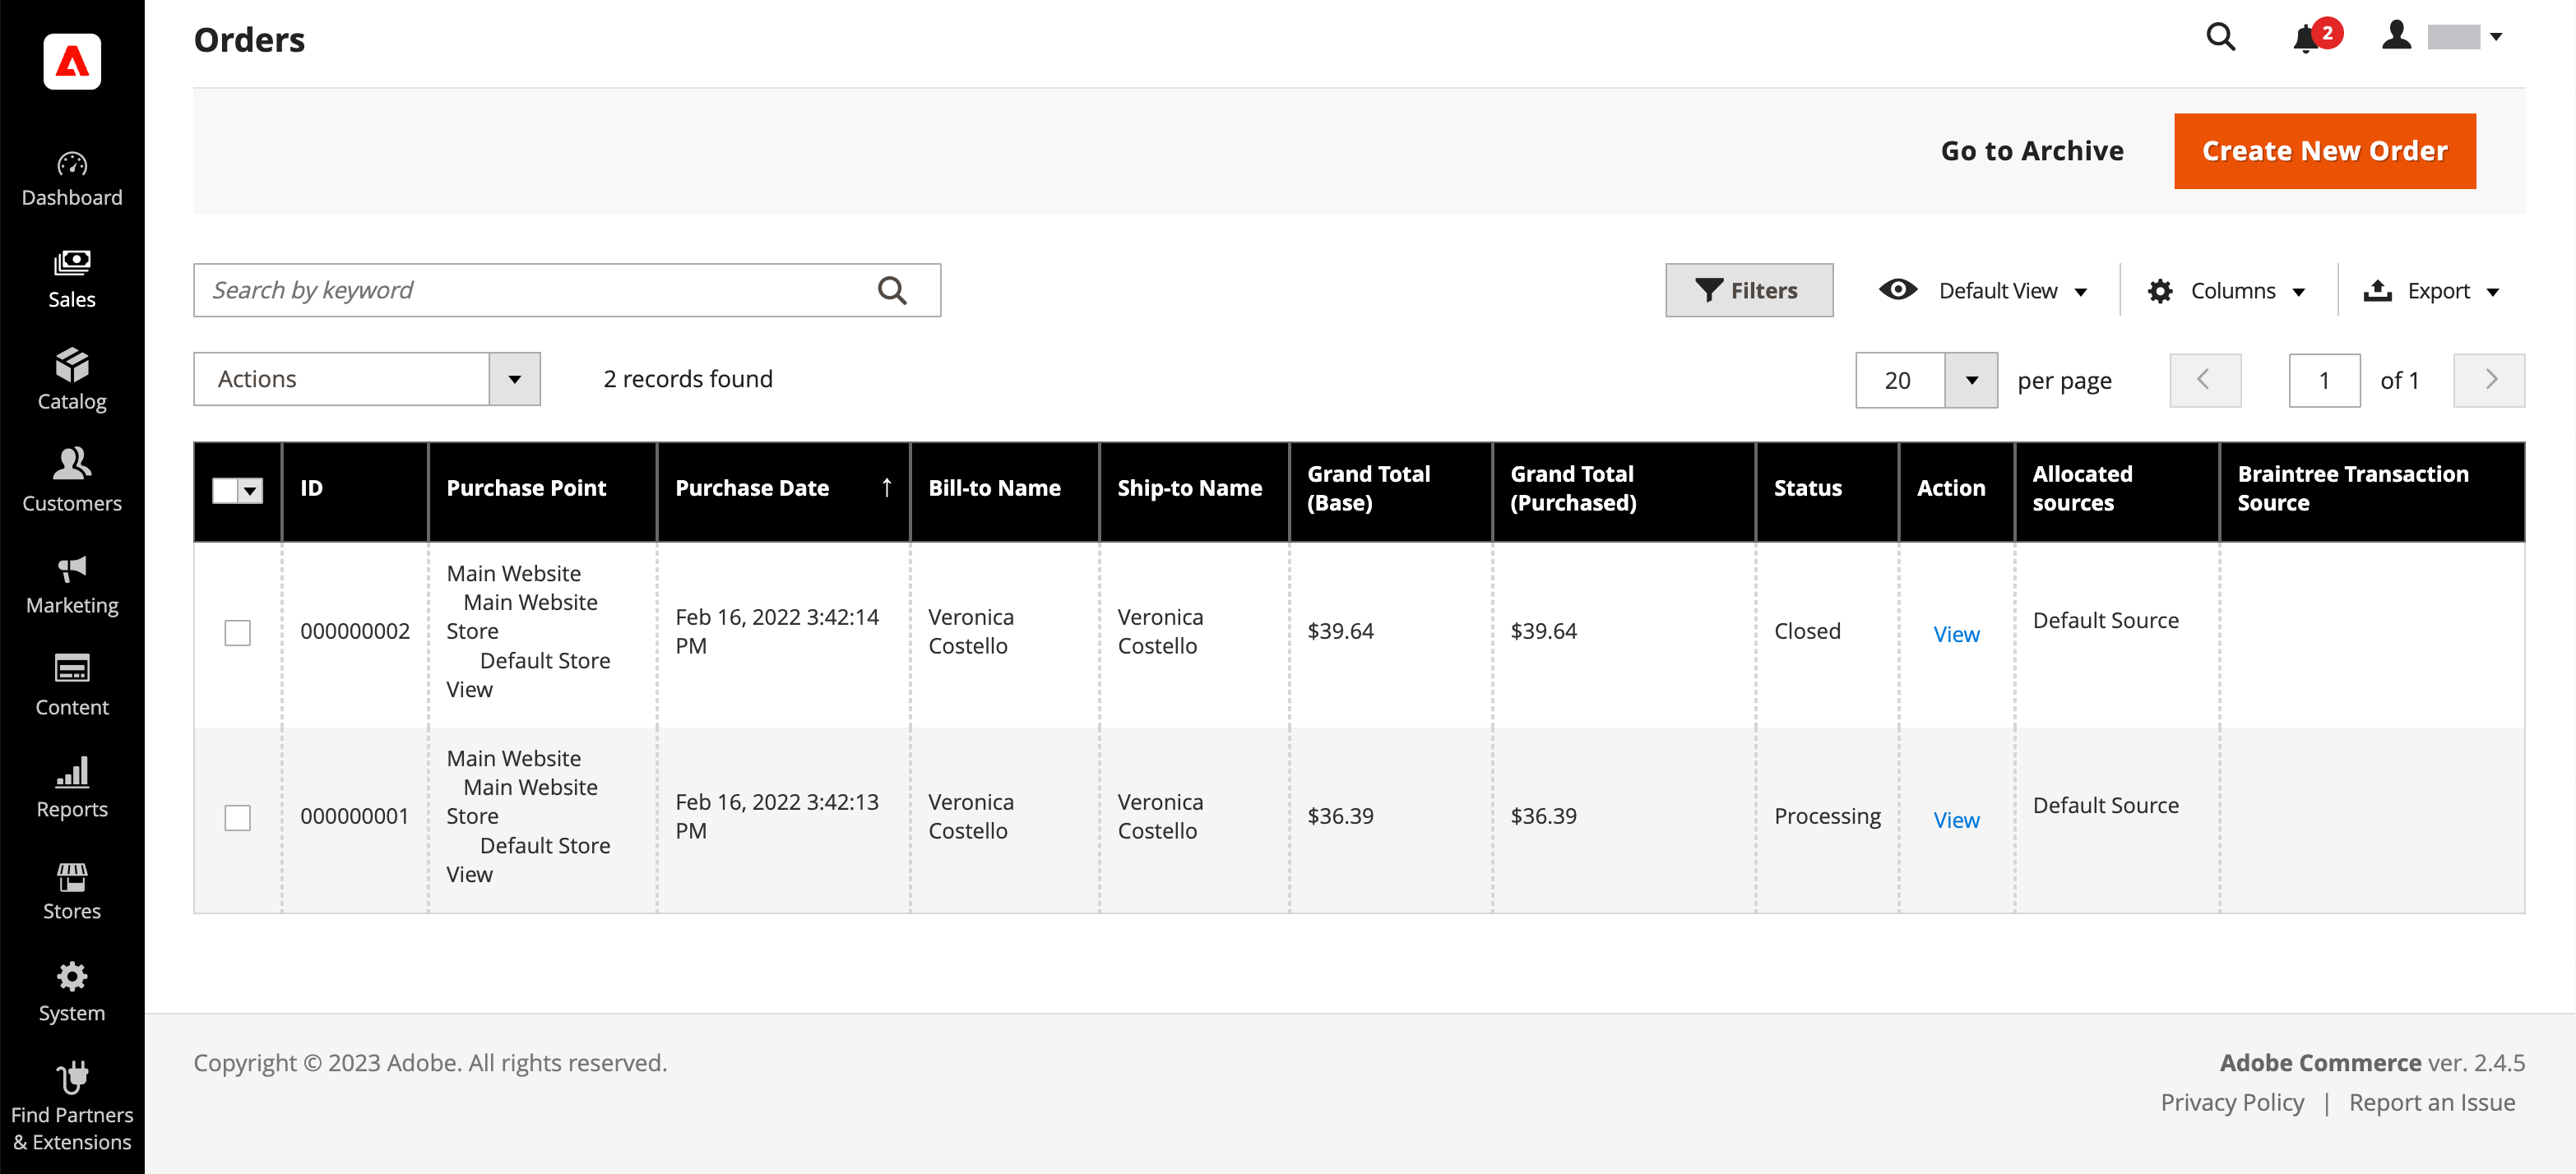 Orders
2
Dashboard
Sales
Catalog
Customers
Marketing
Content
Reports
Stores
System
Find Partners
& Extensions
Go to Archive
Create New Order
Search by keyword
Filters
Default View
Columns
Export
Actions
2 records found
20
per page
1
of 1
ID
Purchase Point
Purchase Date ↑
Bill-to Name
Ship-to Name
Grand Total
(Base)
Grand Total
(Purchased)
Status
Action
Allocated
sources
Braintree Transaction
Source
000000002
Main Website
Main Website
Store
Default Store
View
Feb 16, 2022 3:42:14
PM
Veronica
Costello
Veronica
Costello
$39.64
$39.64
Closed
View
Default Source
000000001
Main Website
Main Website
Store
Default Store
View
Feb 16, 2022 3:42:13
PM
Veronica
Costello
Veronica
Costello
$36.39
$36.39
Processing
View
Default Source
Copyright © 2023 Adobe. All rights reserved.
Adobe Commerce ver. 2.4.5
Privacy Policy | Report an Issue